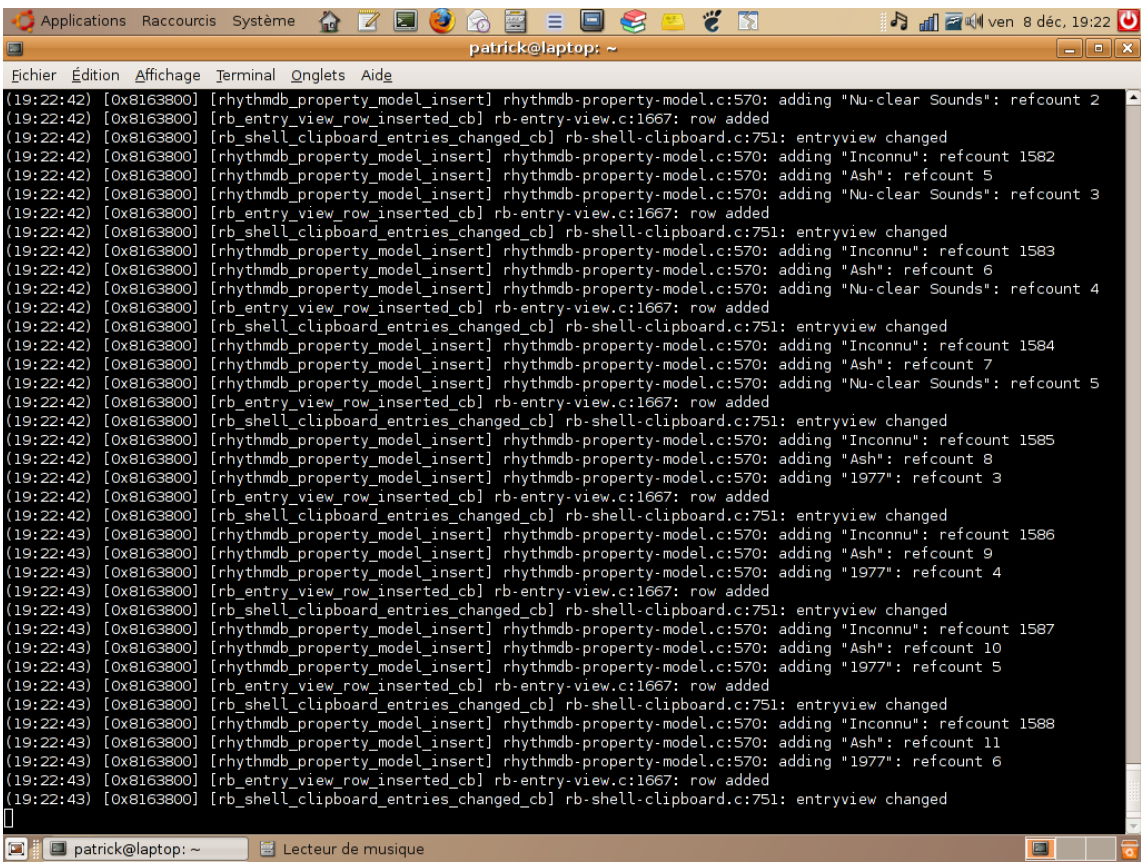 Applications Raccourcis Système ven 8 déc, 19:22
patrick@laptop: ~
Fichier Édition Affichage Terminal Onglets Aide
(19:22:42) [0x8163800] [rhythmdb_property_model_insert] rhythmdb-property-model.c:570: adding "Nu-clear Sounds": refcount 2
(19:22:42) [0x8163800] [rb_entry_view_row_inserted_cb] rb-entry-view.c:1667: row added
(19:22:42) [0x8163800] [rb_shell_clipboard_entries_changed_cb] rb-shell-clipboard.c:751: entryview changed
(19:22:42) [0x8163800] [rhythmdb_property_model_insert] rhythmdb-property-model.c:570: adding "Inconnu": refcount 1582
(19:22:42) [0x8163800] [rhythmdb_property_model_insert] rhythmdb-property-model.c:570: adding "Ash": refcount 5
(19:22:42) [0x8163800] [rhythmdb_property_model_insert] rhythmdb-property-model.c:570: adding "Nu-clear Sounds": refcount 3
(19:22:42) [0x8163800] [rb_entry_view_row_inserted_cb] rb-entry-view.c:1667: row added
(19:22:42) [0x8163800] [rb_shell_clipboard_entries_changed_cb] rb-shell-clipboard.c:751: entryview changed
(19:22:42) [0x8163800] [rhythmdb_property_model_insert] rhythmdb-property-model.c:570: adding "Inconnu": refcount 1583
(19:22:42) [0x8163800] [rhythmdb_property_model_insert] rhythmdb-property-model.c:570: adding "Ash": refcount 6
(19:22:42) [0x8163800] [rhythmdb_property_model_insert] rhythmdb-property-model.c:570: adding "Nu-clear Sounds": refcount 4
(19:22:42) [0x8163800] [rb_entry_view_row_inserted_cb] rb-entry-view.c:1667: row added
(19:22:42) [0x8163800] [rb_shell_clipboard_entries_changed_cb] rb-shell-clipboard.c:751: entryview changed
(19:22:42) [0x8163800] [rhythmdb_property_model_insert] rhythmdb-property-model.c:570: adding "Inconnu": refcount 1584
(19:22:42) [0x8163800] [rhythmdb_property_model_insert] rhythmdb-property-model.c:570: adding "Ash": refcount 7
(19:22:42) [0x8163800] [rhythmdb_property_model_insert] rhythmdb-property-model.c:570: adding "Nu-clear Sounds": refcount 5
(19:22:42) [0x8163800] [rb_entry_view_row_inserted_cb] rb-entry-view.c:1667: row added
(19:22:42) [0x8163800] [rb_shell_clipboard_entries_changed_cb] rb-shell-clipboard.c:751: entryview changed
(19:22:42) [0x8163800] [rhythmdb_property_model_insert] rhythmdb-property-model.c:570: adding "Inconnu": refcount 1585
(19:22:42) [0x8163800] [rhythmdb_property_model_insert] rhythmdb-property-model.c:570: adding "Ash": refcount 8
(19:22:42) [0x8163800] [rhythmdb_property_model_insert] rhythmdb-property-model.c:570: adding "1977": refcount 3
(19:22:42) [0x8163800] [rb_entry_view_row_inserted_cb] rb-entry-view.c:1667: row added
(19:22:42) [0x8163800] [rb_shell_clipboard_entries_changed_cb] rb-shell-clipboard.c:751: entryview changed
(19:22:43) [0x8163800] [rhythmdb_property_model_insert] rhythmdb-property-model.c:570: adding "Inconnu": refcount 1586
(19:22:43) [0x8163800] [rhythmdb_property_model_insert] rhythmdb-property-model.c:570: adding "Ash": refcount 9
(19:22:43) [0x8163800] [rhythmdb_property_model_insert] rhythmdb-property-model.c:570: adding "1977": refcount 4
(19:22:43) [0x8163800] [rb_entry_view_row_inserted_cb] rb-entry-view.c:1667: row added
(19:22:43) [0x8163800] [rb_shell_clipboard_entries_changed_cb] rb-shell-clipboard.c:751: entryview changed
(19:22:43) [0x8163800] [rhythmdb_property_model_insert] rhythmdb-property-model.c:570: adding "Inconnu": refcount 1587
(19:22:43) [0x8163800] [rhythmdb_property_model_insert] rhythmdb-property-model.c:570: adding "Ash": refcount 10
(19:22:43) [0x8163800] [rhythmdb_property_model_insert] rhythmdb-property-model.c:570: adding "1977": refcount 5
(19:22:43) [0x8163800] [rb_entry_view_row_inserted_cb] rb-entry-view.c:1667: row added
(19:22:43) [0x8163800] [rb_shell_clipboard_entries_changed_cb] rb-shell-clipboard.c:751: entryview changed
(19:22:43) [0x8163800] [rhythmdb_property_model_insert] rhythmdb-property-model.c:570: adding "Inconnu": refcount 1588
(19:22:43) [0x8163800] [rhythmdb_property_model_insert] rhythmdb-property-model.c:570: adding "Ash": refcount 11
(19:22:43) [0x8163800] [rhythmdb_property_model_insert] rhythmdb-property-model.c:570: adding "1977": refcount 6
(19:22:43) [0x8163800] [rb_entry_view_row_inserted_cb] rb-entry-view.c:1667: row added
(19:22:43) [0x8163800] [rb_shell_clipboard_entries_changed_cb] rb-shell-clipboard.c:751: entryview changed
patrick@laptop: ~ Lecteur de musique